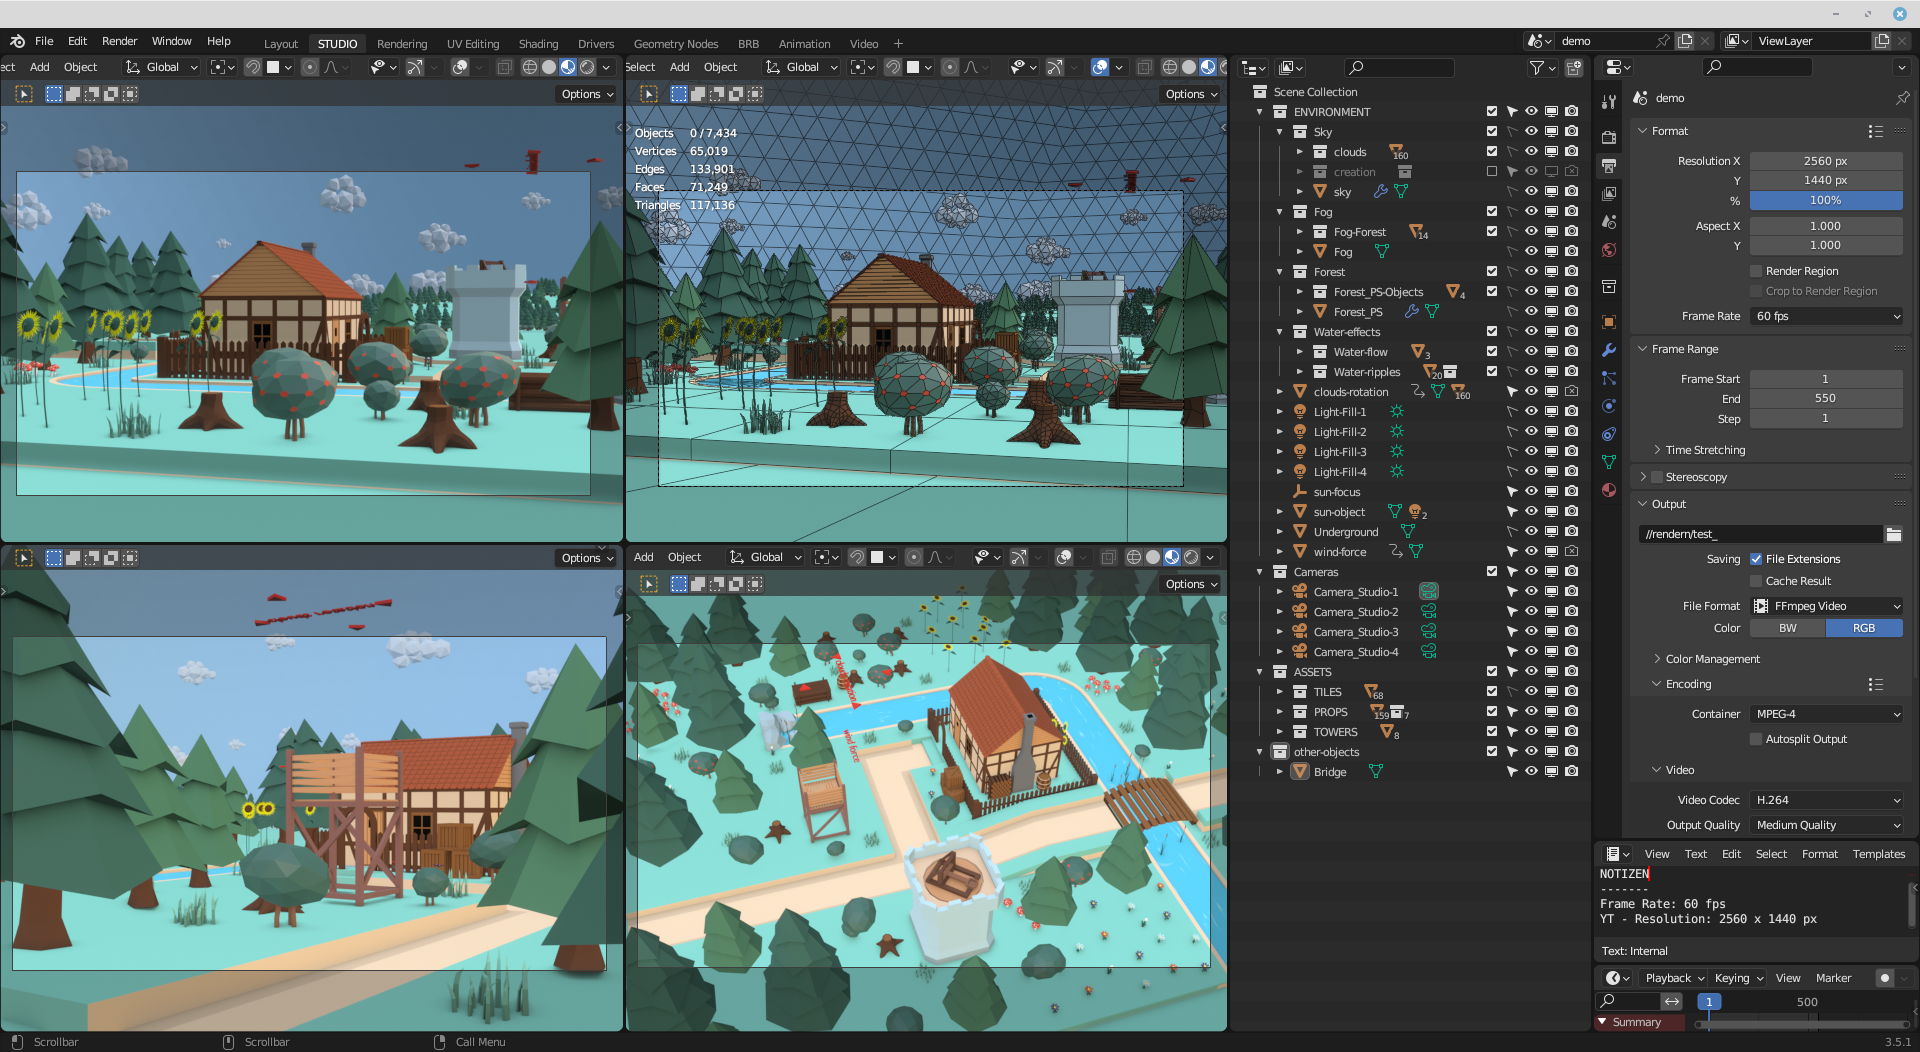 File Edit Render Window Help Layout STUDIO Rendering UV Editing Shading Drivers Geometry Nodes BRB Animation Video + demo ViewLayer
ect Add Object Global
Options
Select Add Object Global
Options
Objects 0 / 7,434
Vertices 65,019
Edges 133,901
Faces 71,249
Triangles 117,136
Options
Add Object Global
Options
wind force
Scene Collection
ENVIRONMENT
Sky
clouds 160
creation
sky
Fog
Fog-Forest 14
Fog
Forest
Forest_PS-Objects 4
Forest_PS
Water-effects
Water-flow 3
Water-ripples 20
clouds-rotation 160
Light-Fill-1
Light-Fill-2
Light-Fill-3
Light-Fill-4
sun-focus
sun-object 2
Underground
wind-force
Cameras
Camera_Studio-1
Camera_Studio-2
Camera_Studio-3
Camera_Studio-4
ASSETS
TILES 68
PROPS 159 7
TOWERS 8
other-objects
Bridge
demo
Format
Resolution X 2560 px
Y 1440 px
% 100%
Aspect X 1.000
Y 1.000
Render Region
Crop to Render Region
Frame Rate 60 fps
Frame Range
Frame Start 1
End 550
Step 1
Time Stretching
Stereoscopy
Output
//rendern/test_
Saving File Extensions
Cache Result
File Format FFmpeg Video
Color BW RGB
Color Management
Encoding
Container MPEG-4
Autosplit Output
Video
Video Codec H.264
Output Quality Medium Quality
View Text Edit Select Format Templates
NOTIZEN
-------
Frame Rate: 60 fps
YT - Resolution: 2560 x 1440 px
Text: Internal
Playback Keying View Marker
1 500
Summary
Scrollbar Scrollbar Call Menu 3.5.1